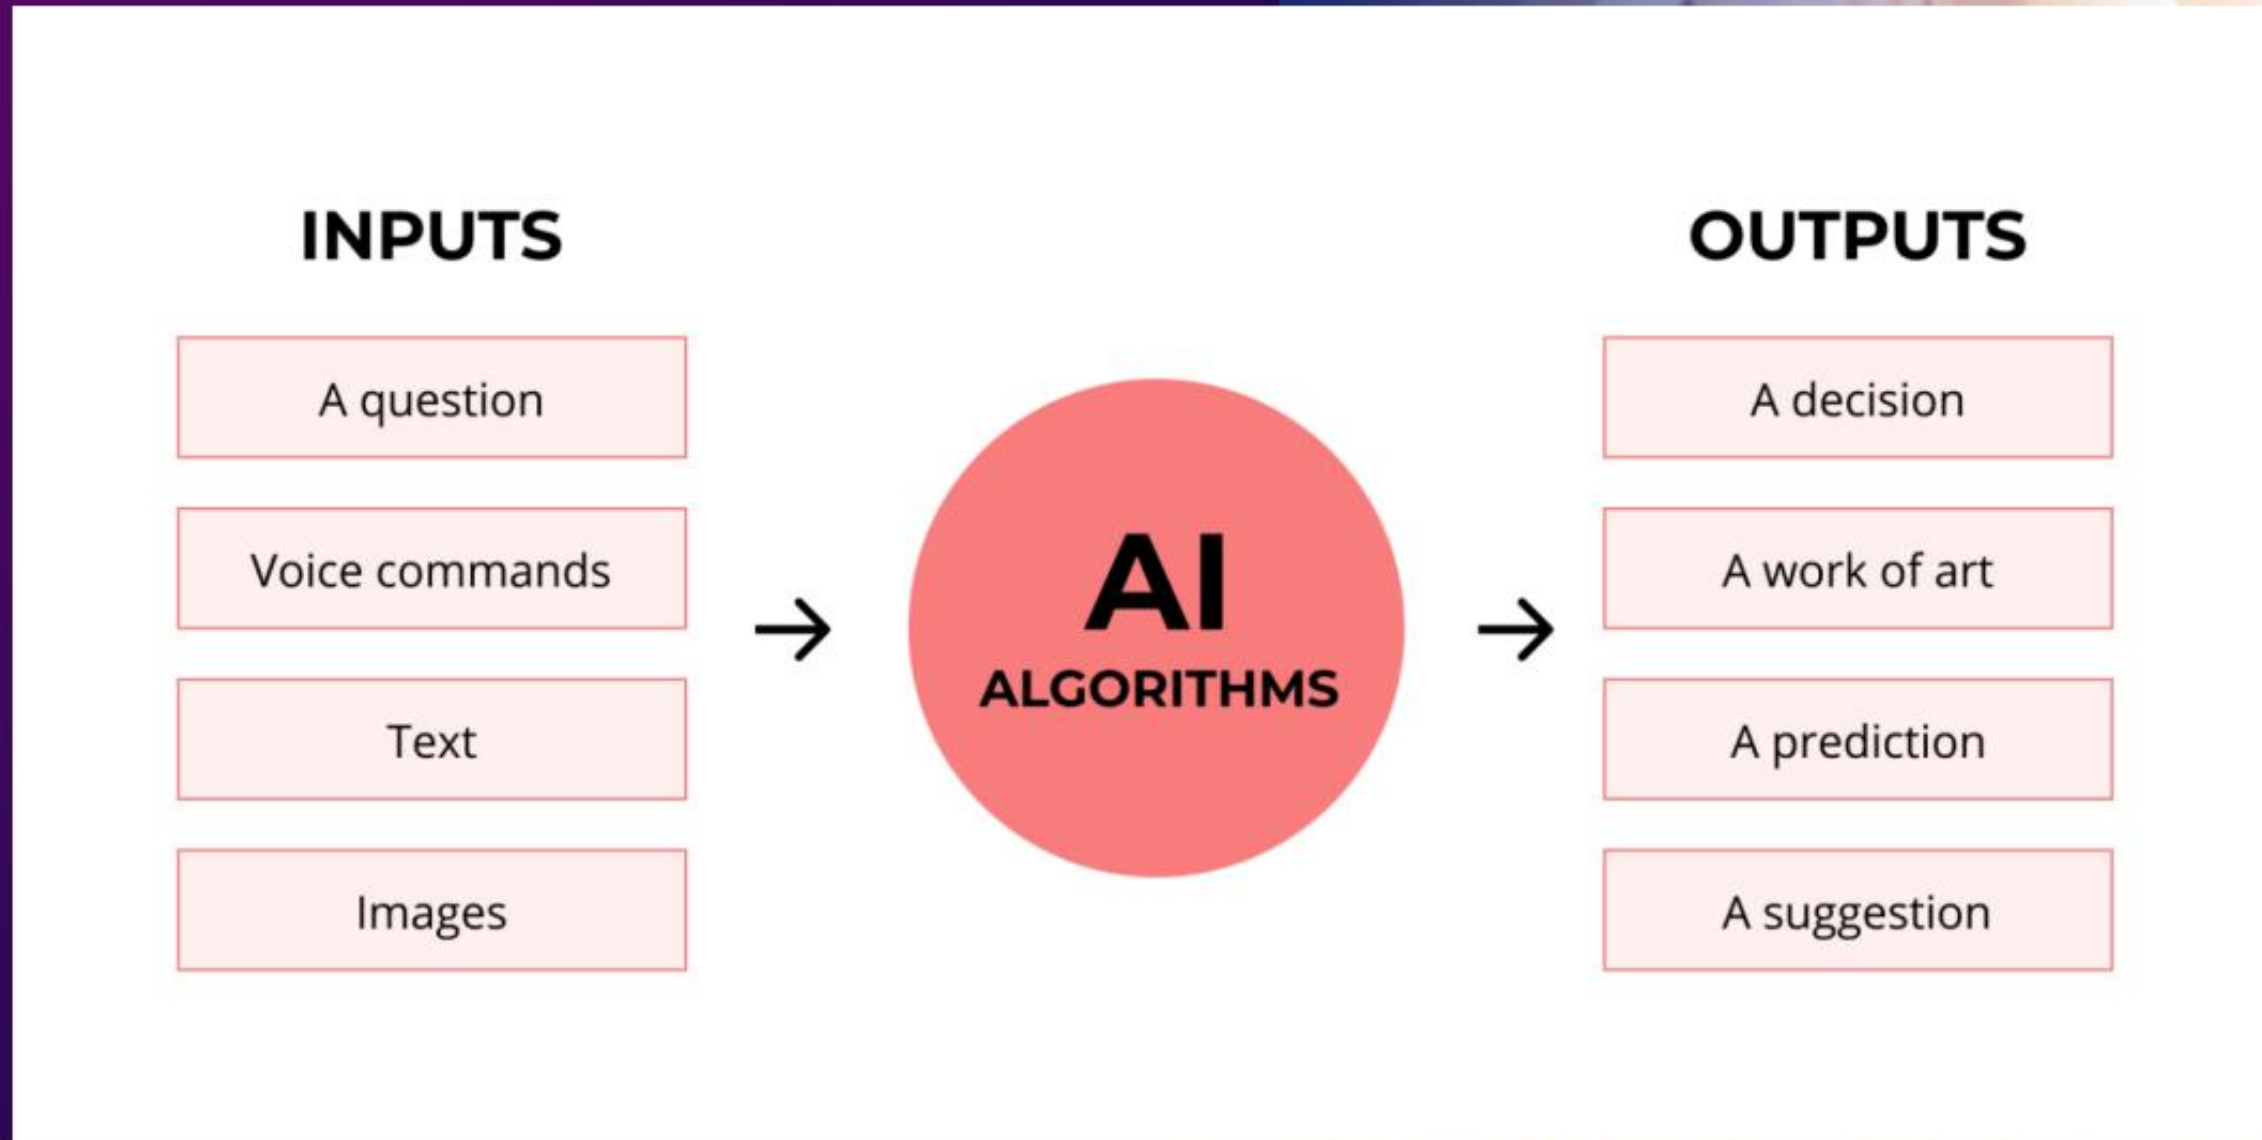 INPUTS
A question
Voice commands
Text
Images
AI
ALGORITHMS
OUTPUTS
A decision
A work of art
A prediction
A suggestion